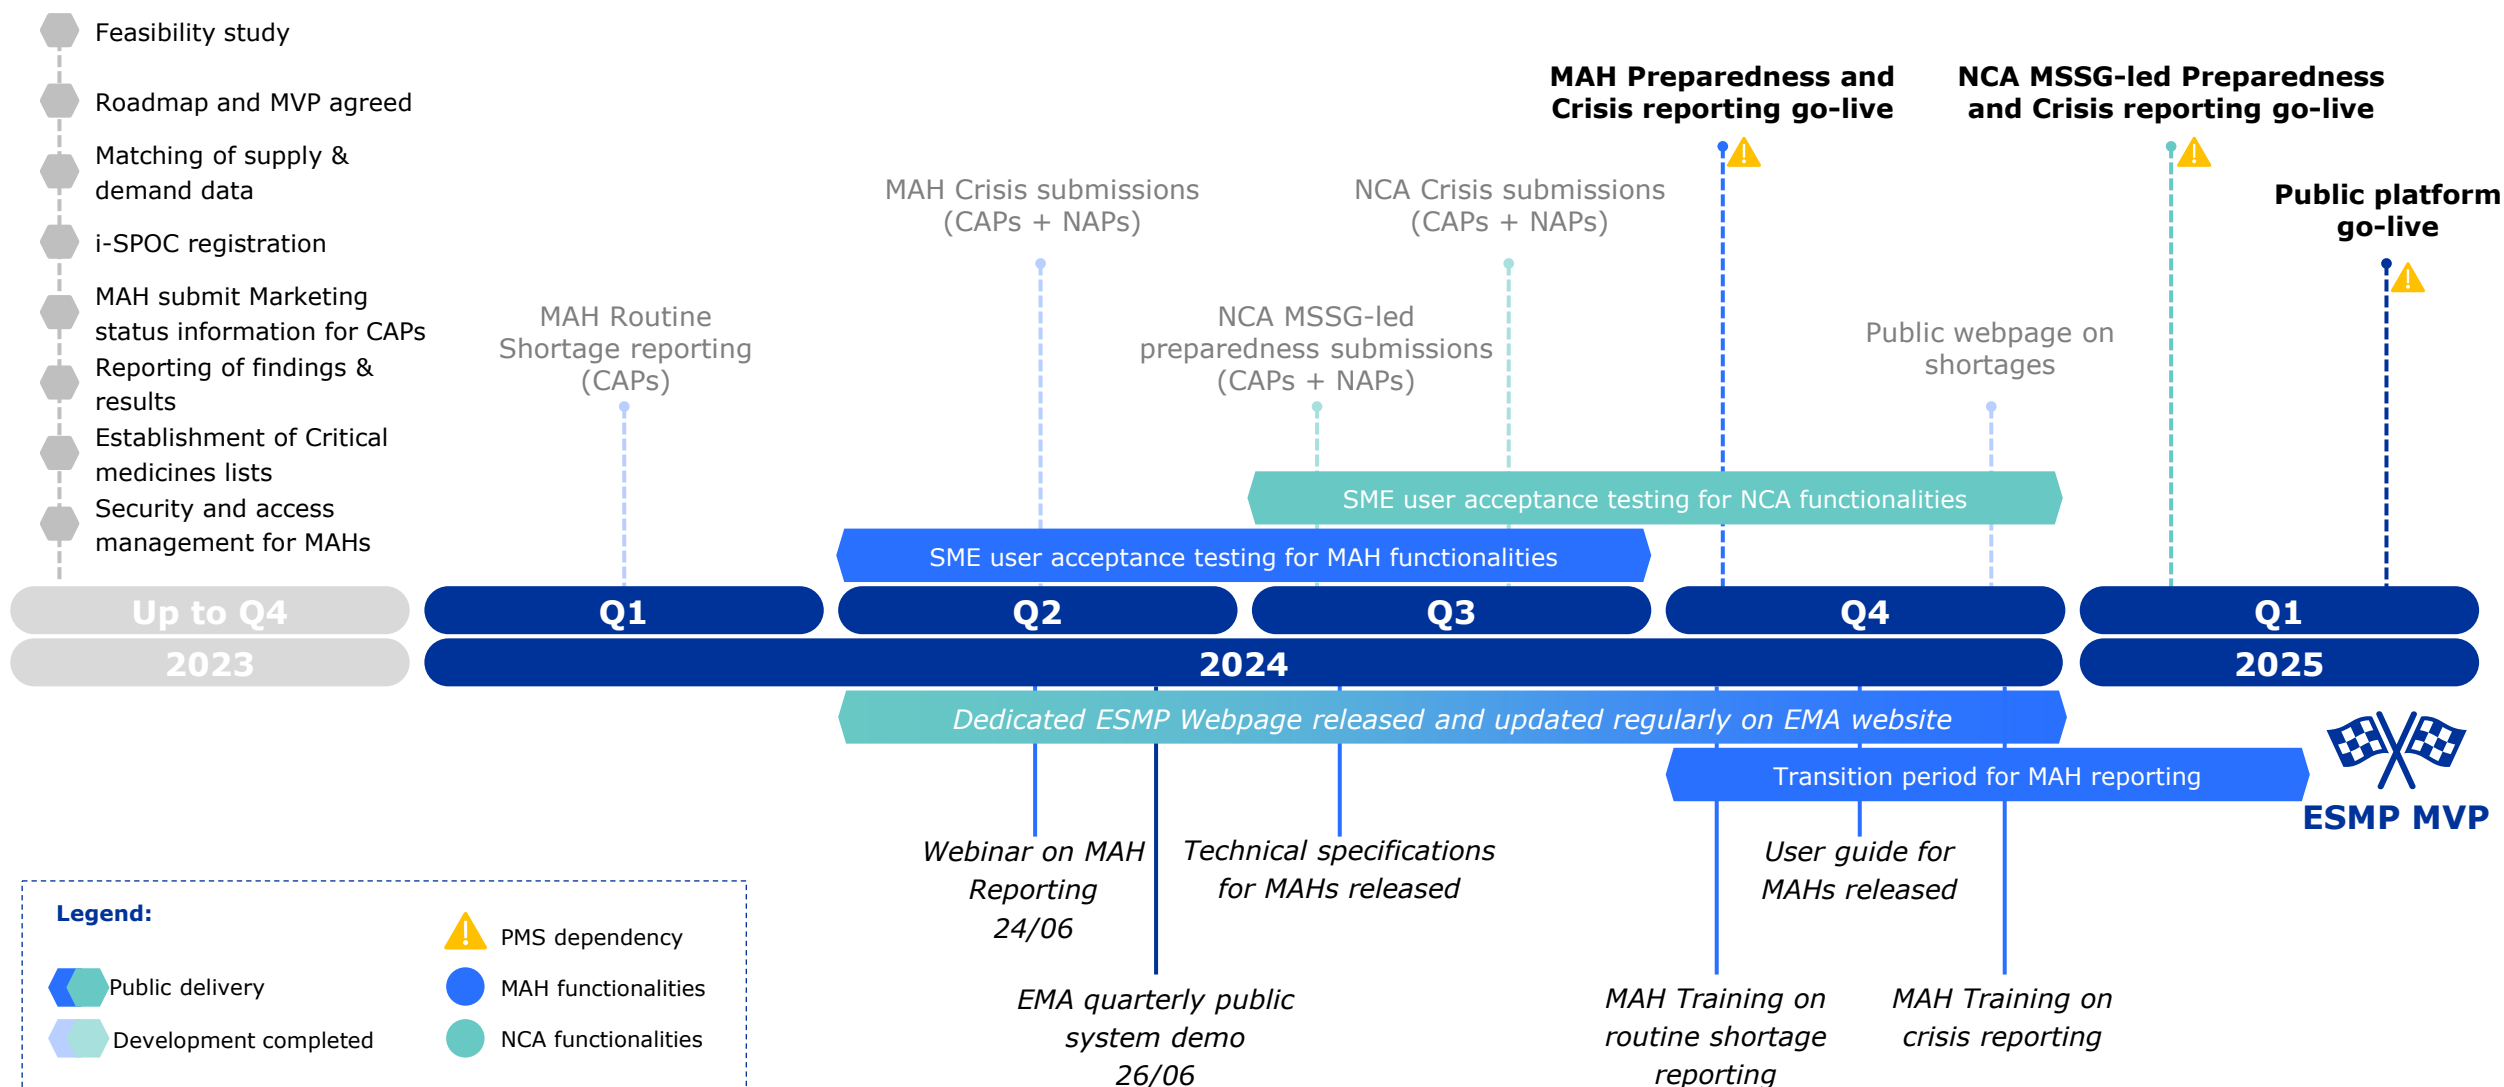 Feasibility study
Roadmap and MVP agreed
Matching of supply &
demand data
i-SPOC registration
MAH submit Marketing
status information for CAPs
Reporting of findings &
results
Establishment of Critical
medicines lists
Security and access
management for MAHs
MAH Routine
Shortage reporting
(CAPs)
MAH Crisis submissions
(CAPs + NAPs)
NCA MSSG-led
preparedness submissions
(CAPs + NAPs)
NCA Crisis submissions
(CAPs + NAPs)
MAH Preparedness and
Crisis reporting go-live
Public webpage on
shortages
NCA MSSG-led Preparedness
and Crisis reporting go-live
Public platform
go-live
SME user acceptance testing for NCA functionalities
SME user acceptance testing for MAH functionalities
Up to Q4
Q1
Q2
Q3
Q4
Q1
2023
2024
2025
Dedicated ESMP Webpage released and updated regularly on EMA website
Transition period for MAH reporting
ESMP MVP
Webinar on MAH
Reporting
24/06
EMA quarterly public
system demo
26/06
Technical specifications
for MAHs released
MAH Training on
routine shortage
reporting
User guide for
MAHs released
MAH Training on
crisis reporting
Legend:
Public delivery
Development completed
PMS dependency
MAH functionalities
NCA functionalities